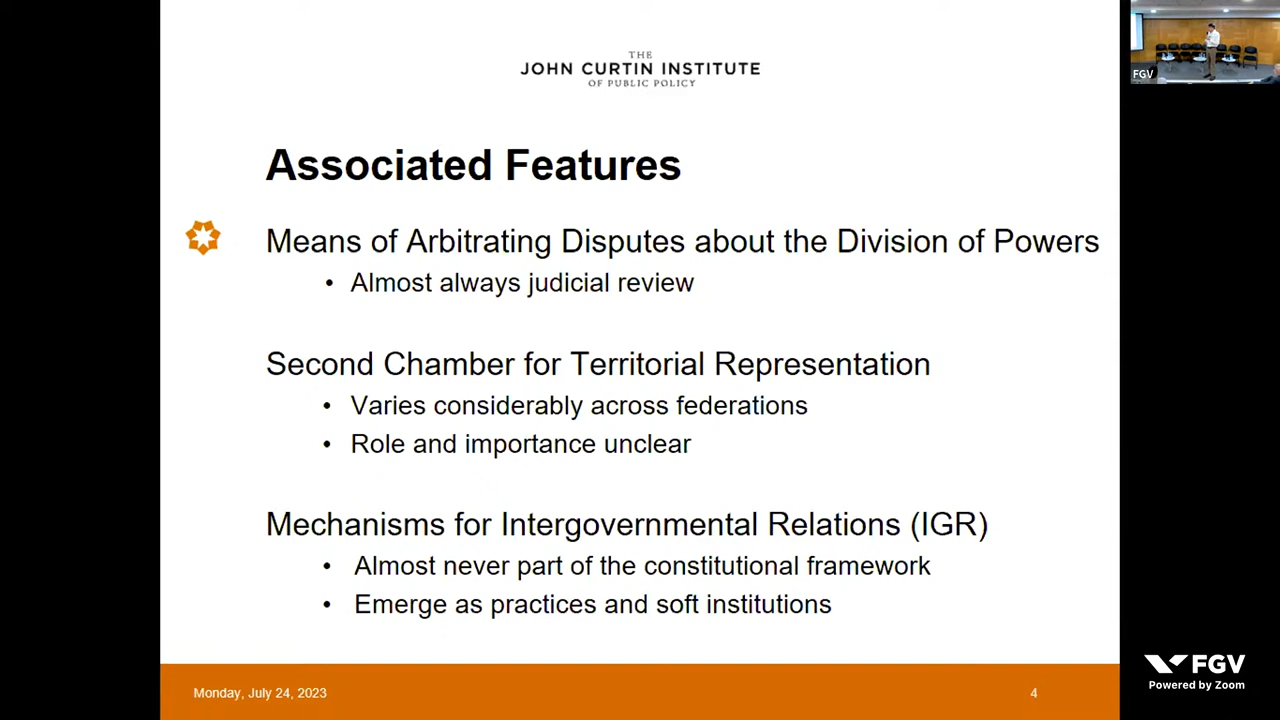 THE
JOHN CURTIN INSTITUTE
OF PUBLIC POLICY
Associated Features
Means of Arbitrating Disputes about the Division of Powers
• Almost always judicial review
Second Chamber for Territorial Representation
• Varies considerably across federations
• Role and importance unclear
Mechanisms for Intergovernmental Relations (IGR)
• Almost never part of the constitutional framework
• Emerge as practices and soft institutions
Monday, July 24, 2023
4
FGV
FGV
Powered by Zoom